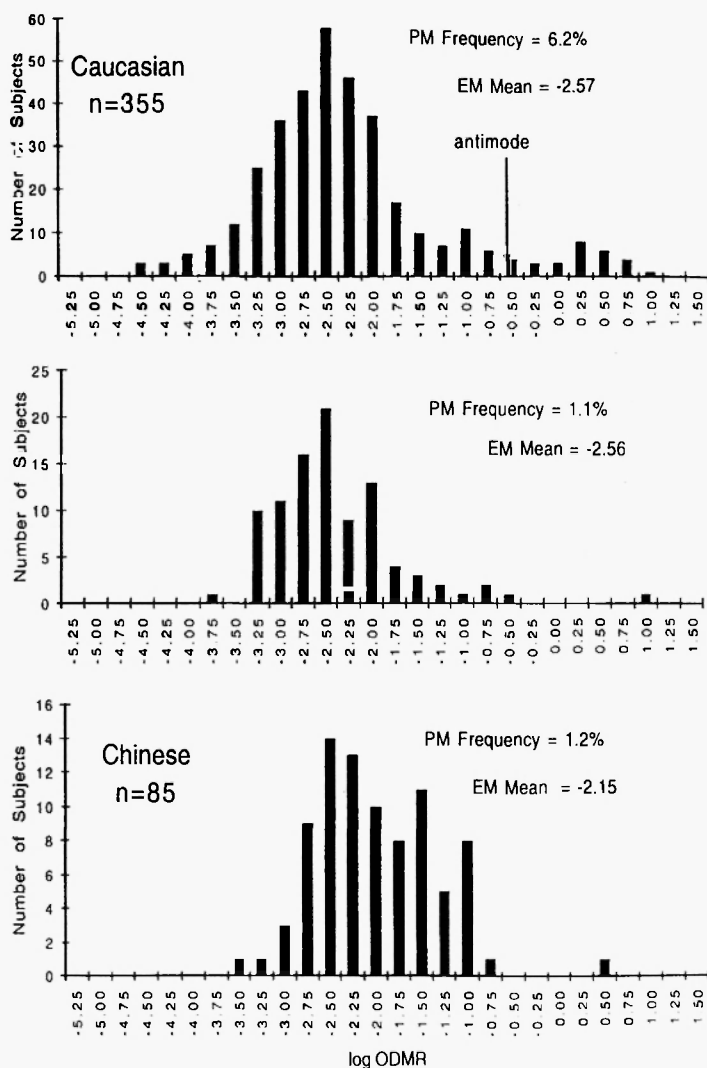 60
50
40
30
20
10
0
Number of Subjects
Caucasian
n=355
PM Frequency = 6.2%
EM Mean = -2.57
antimode
-5.25 -5.00 -4.75 -4.50 -4.25 -4.00 -3.75 -3.50 -3.25 -3.00 -2.75 -2.50 -2.25 -2.00 -1.75 -1.50 -1.25 -1.00 -0.75 -0.50 -0.25 0.00 0.25 0.50 0.75 1.00 1.50
25
20
15
10
5
0
Number of Subjects
PM Frequency = 1.1%
EM Mean = -2.56
-5.25 -5.00 -4.75 -4.50 -4.25 -4.00 -3.75 -3.50 -3.25 -3.00 -2.75 -2.50 -2.25 -2.00 -1.75 -1.50 -1.25 -1.00 -0.75 -0.50 -0.25 0.00 0.25 0.50 0.75 1.00 1.50
16
14
12
10
8
6
4
2
0
Number of Subjects
Chinese
n=85
PM Frequency = 1.2%
EM Mean = -2.15
-5.25 -5.00 -4.75 -4.50 -4.25 -4.00 -3.75 -3.50 -3.25 -3.00 -2.75 -2.50 -2.25 -2.00 -1.75 -1.50 -1.25 -1.00 -0.75 -0.50 -0.25 0.00 0.25 0.50 0.75 1.00 1.50
log ODMR